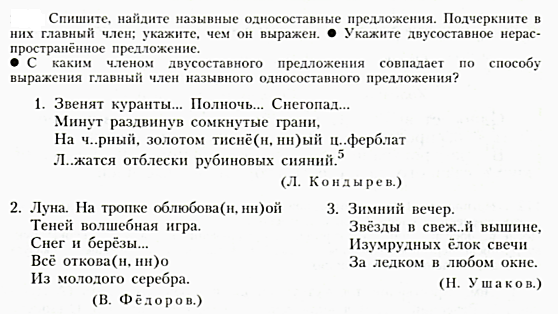 Спишите, найдите назывные односоставные предложения. Подчеркните в
них главный член; укажите, чем он выражен. ● Укажите двусоставное нерас-
пространённое предложение.
● С каким членом двусоставного предложения совпадает по способу
выражения главный член назывного односоставного предложения?
1. Звенят куранты... Полночь... Снегопад...
Минут раздвинув сомкнутые грани,
На ч..рный, золотом тиснё(н, нн)ый ц..ферблат
Л..жатся отблески рубиновых сияний.⁵
(Л. Кондырев.)
2. Луна. На тропке облюбова(н, нн)ой
Теней волшебная игра.
Снег и берёзы...
Всё откова(н, нн)о
Из молодого серебра.
(В. Фёдоров.)
3. Зимний вечер.
Звёзды в свеж..й вышине,
Изумрудных ёлок свечи
За ледком в любом окне.
(Н. Ушаков.)